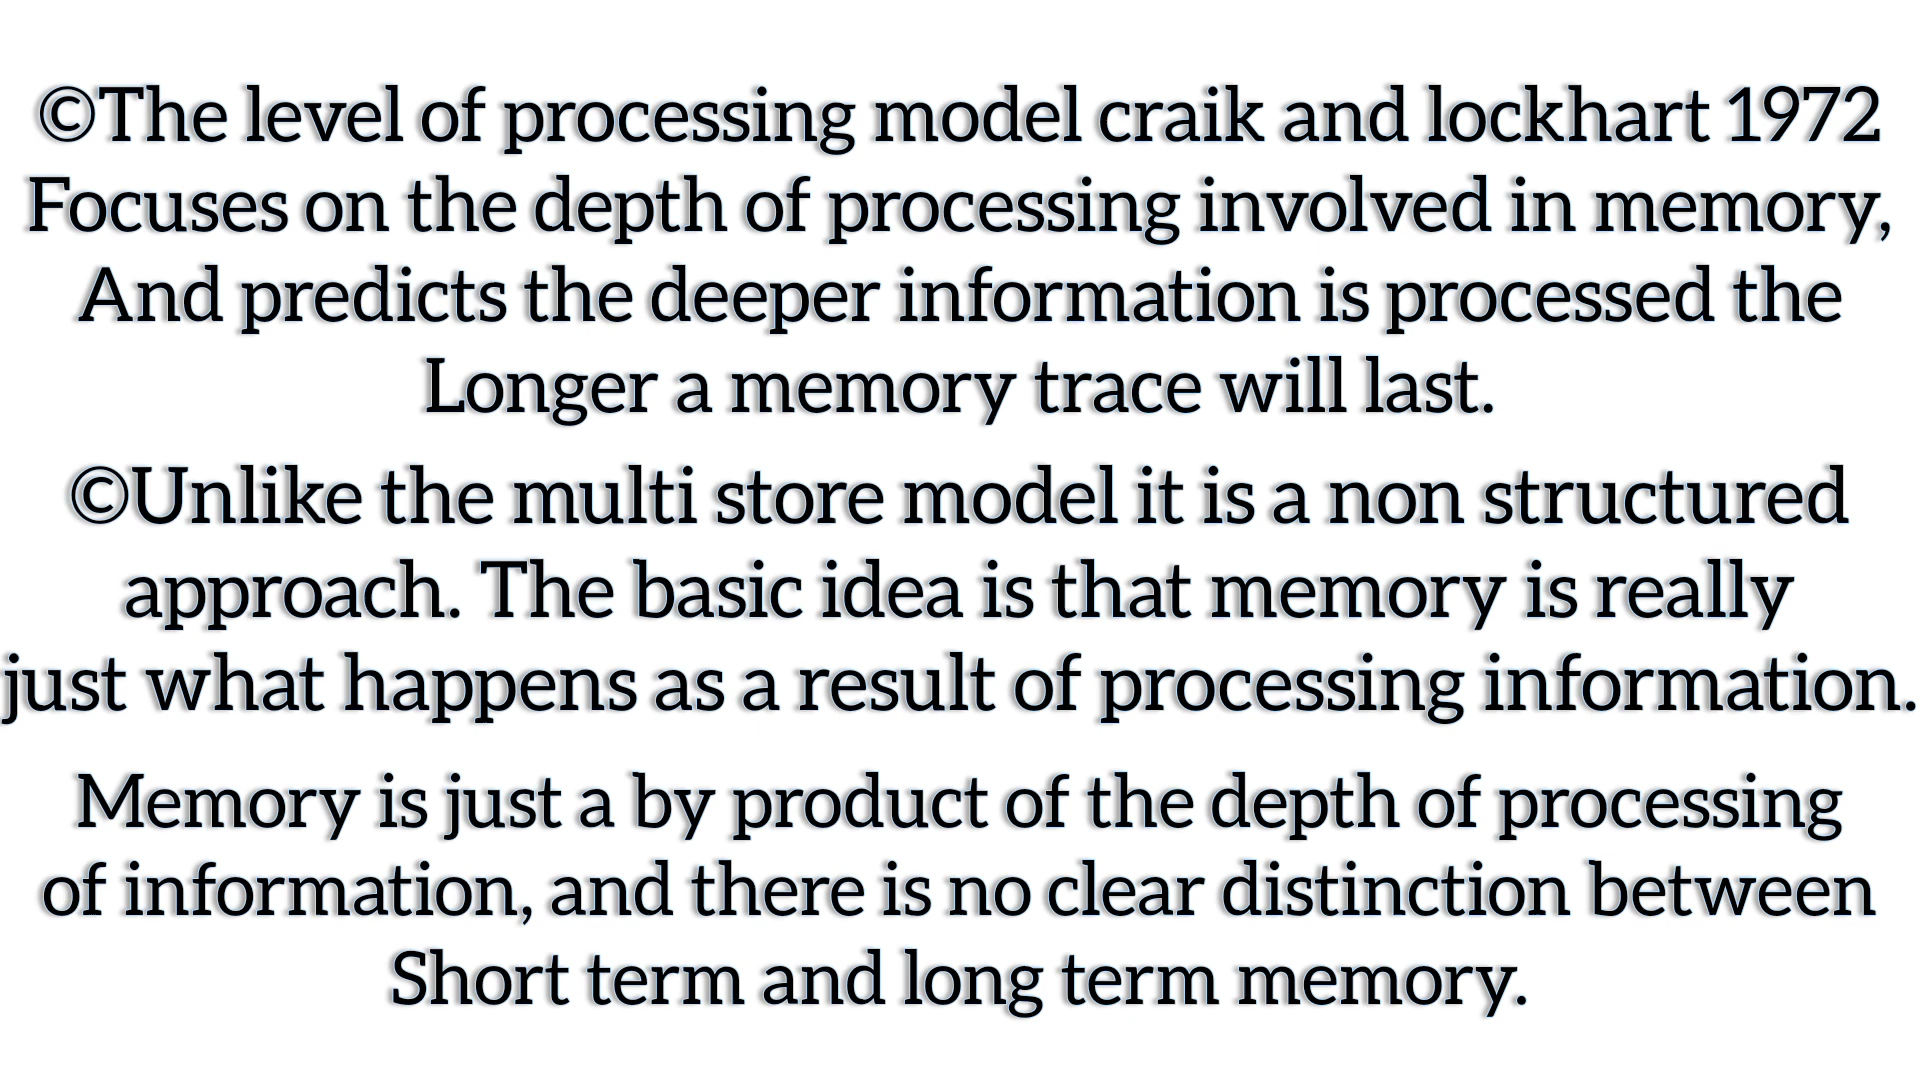 ©The level of processing model craik and lockhart 1972
Focuses on the depth of processing involved in memory,
And predicts the deeper information is processed the
Longer a memory trace will last.
©Unlike the multi store model it is a non structured
approach. The basic idea is that memory is really
just what happens as a result of processing information.
Memory is just a by product of the depth of processing
of information, and there is no clear distinction between
Short term and long term memory.